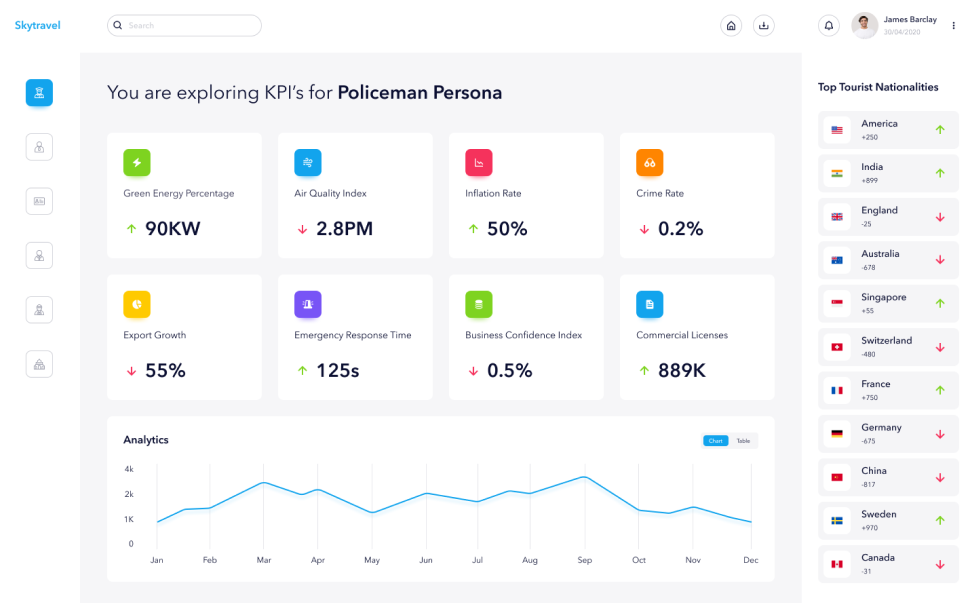 Skytravel
Search
James Barclay
30/04/2020
You are exploring KPI's for Policeman Persona
Green Energy Percentage
90KW
Air Quality Index
2.8PM
Inflation Rate
50%
Crime Rate
0.2%
Export Growth
55%
Emergency Response Time
125s
Business Confidence Index
0.5%
Commercial Licenses
889K
Analytics
Chart
Table
4k
2k
1K
0
Jan
Feb
Mar
Apr
May
Jun
Jul
Aug
Sep
Oct
Nov
Dec
Top Tourist Nationalities
America
+250
India
+899
England
-25
Australia
-678
Singapore
+55
Switzerland
-480
France
+750
Germany
-675
China
-817
Sweden
+970
Canada
-31